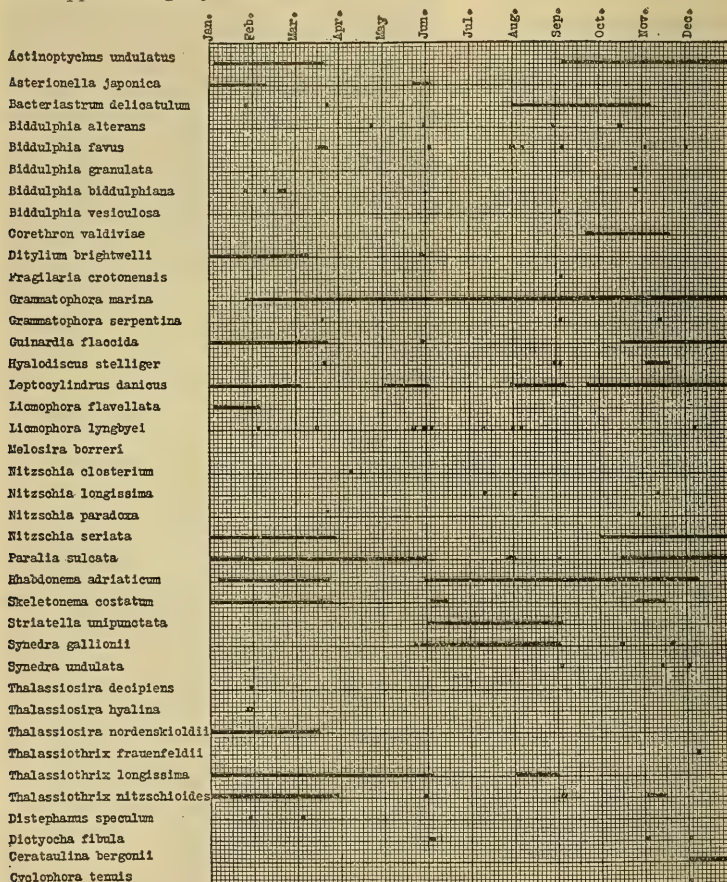 Jan. Feb. Mar. Apr. May Jun. Jul. Aug. Sep. Oct. Nov. Dec.
Actinoptychus undulatus
Asterionella japonica
Bacteriastrum delicatulum
Biddulphia alterans
Biddulphia favus
Biddulphia granulata
Biddulphia biddulphiana
Biddulphia vesiculosa
Corethron valdiviae
Ditylium brightwelli
Fragilaria crotonensis
Grammatophora marina
Grammatophora serpentina
Guinardia flaccida
Hyalodiscus stelliger
Leptocylindrus danicus
Licmophora flavellata
Licmophora lyngbyei
Melosira borreri
Nitzschia closterium
Nitzschia longissima
Nitzschia paradoxa
Nitzschia seriata
Paralia sulcata
Rhabdonema adriaticum
Skeletonema costatum
Striatella unipunctata
Synedra gallionii
Synedra undulata
Thalassiosira decipiens
Thalassiosira hyalina
Thalassiosira nordenskioldii
Thalassiothrix frauenfeldii
Thalassiothrix longissima
Thalassiothrix nitzschioides
Distephanus speculum
Dictyocha fibula
Cerataulina bergonii
Cyclophora tenuis